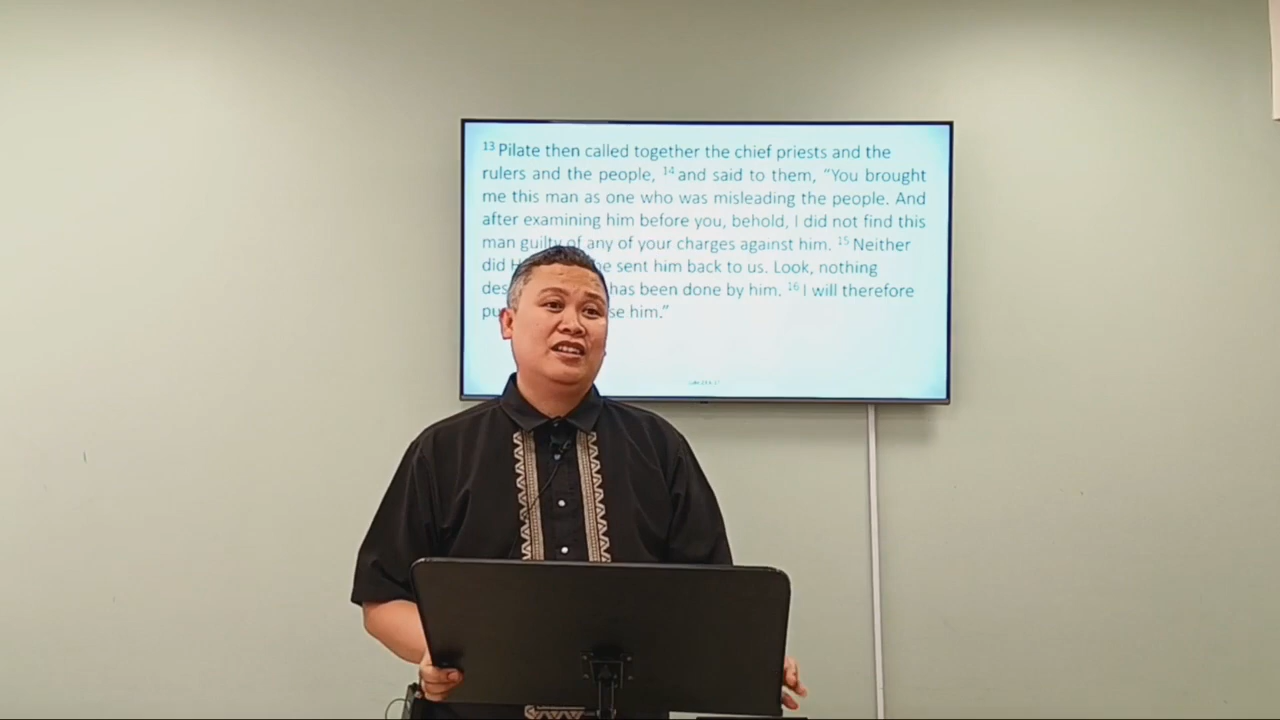 13 Pilate then called together the chief priests and the
rulers and the people, 14 and said to them, “You brought
me this man as one who was misleading the people. And
after examining him before you, behold, I did not find this
man guilty of any of your charges against him. 15 Neither
did sent him back to us. Look, nothing
has been done by him. 16 I will therefore
him.”